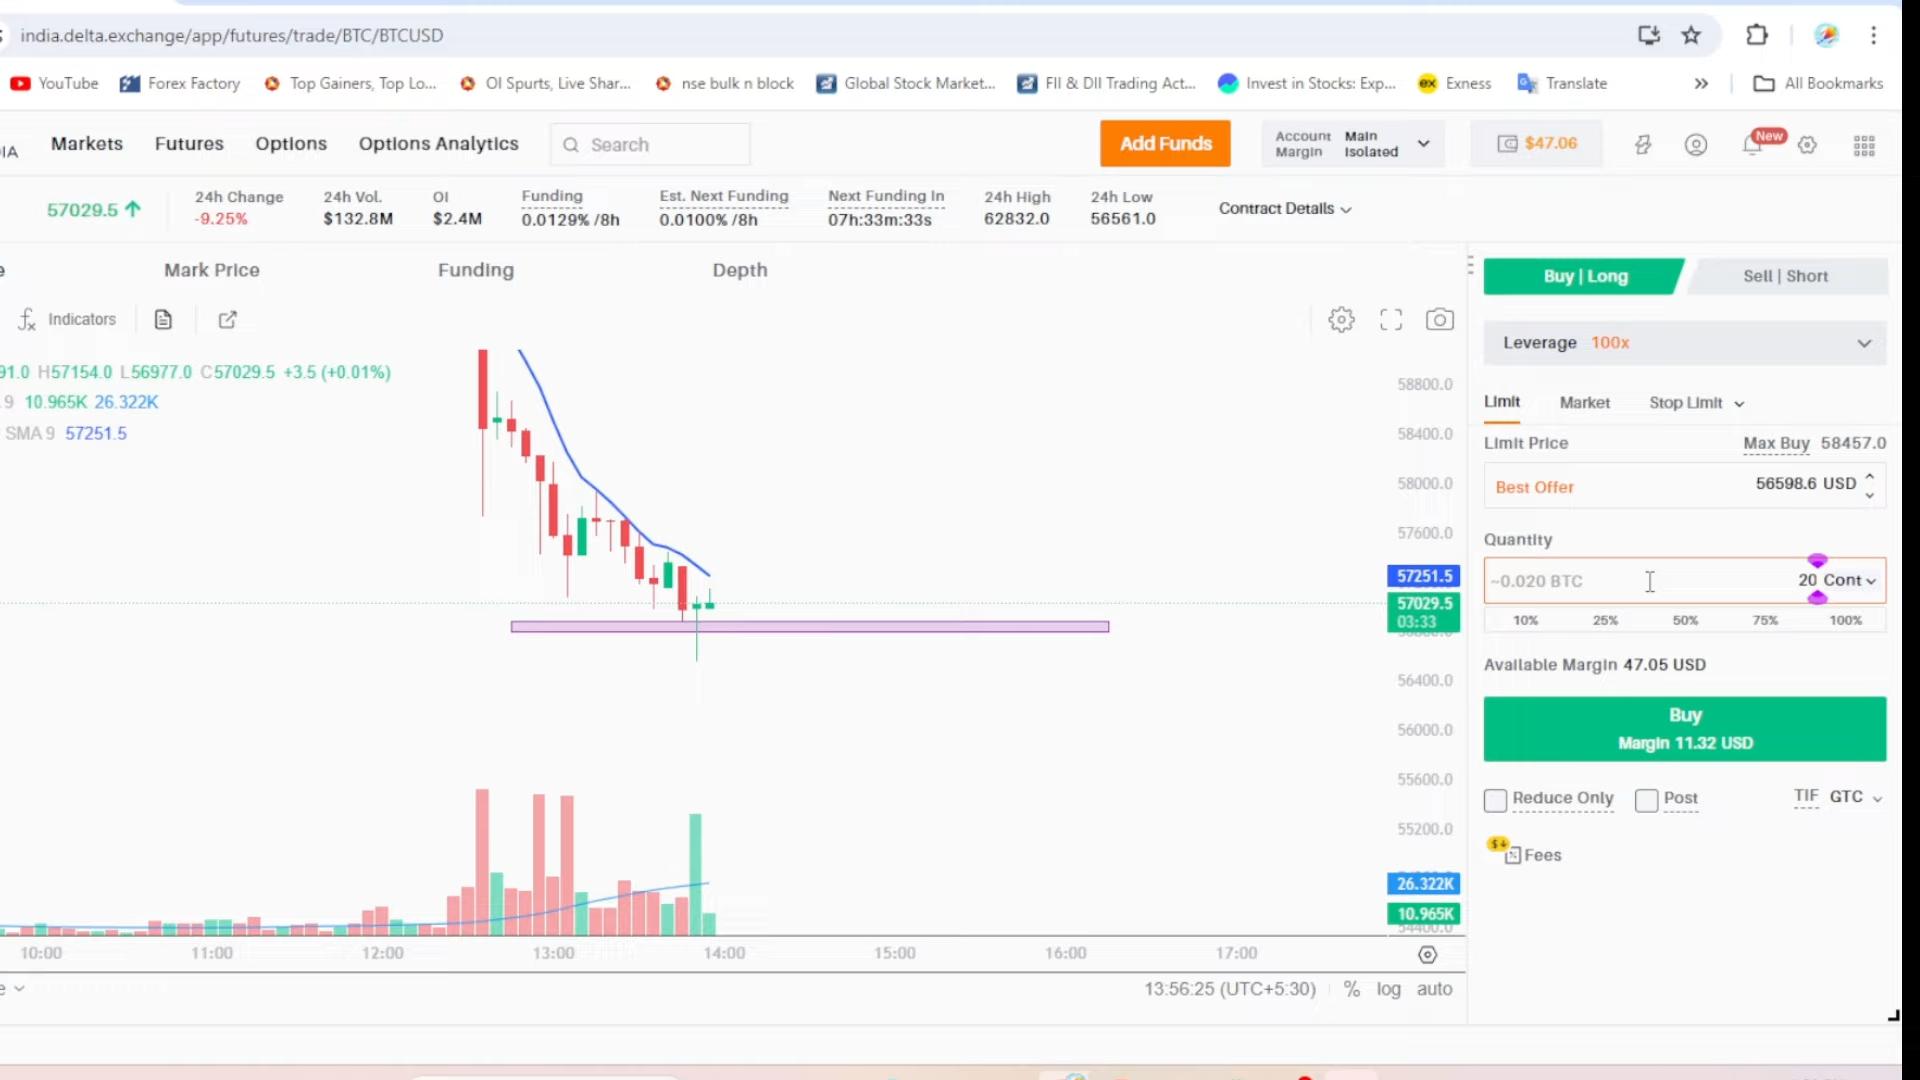 india.delta.exchange/app/futures/trade/BTC/BTCUSD
YouTube Forex Factory Top Gainers, Top Lo... OI Spurts, Live Shar... nse bulk n block Global Stock Market... FII & DII Trading Act... Invest in Stocks: Exp... Exness Translate » All Bookmarks
IA Markets Futures Options Options Analytics Search Add Funds Account Margin Main Isolated $47.06 New
57029.5 24h Change 24h Vol. OI Funding Est. Next Funding Next Funding In 24h High 24h Low Contract Details
-9.25% $132.8M $2.4M 0.0129% /8h 0.0100% /8h 07h:33m:33s 62832.0 56561.0
e Mark Price Funding Depth
Indicators
91.0 H57154.0 L56977.0 C57029.5 +3.5 (+0.01%)
9 10.965K 26.322K
SMA 9 57251.5
58800.0
58400.0
58000.0
57600.0
57251.5
57029.5
03:33
56400.0
56000.0
55600.0
55200.0
26.322K
10.965K
54400.0
10:00 11:00 12:00 13:00 14:00 15:00 16:00 17:00
e 13:56:25 (UTC+5:30) % log auto
Buy | Long Sell | Short
Leverage 100x
Limit Market Stop Limit
Limit Price Max Buy 58457.0
Best Offer 56598.6 USD
Quantity
~0.020 BTC 20 Cont
10% 25% 50% 75% 100%
Available Margin 47.05 USD
Buy
Margin 11.32 USD
Reduce Only Post TIF GTC
Fees